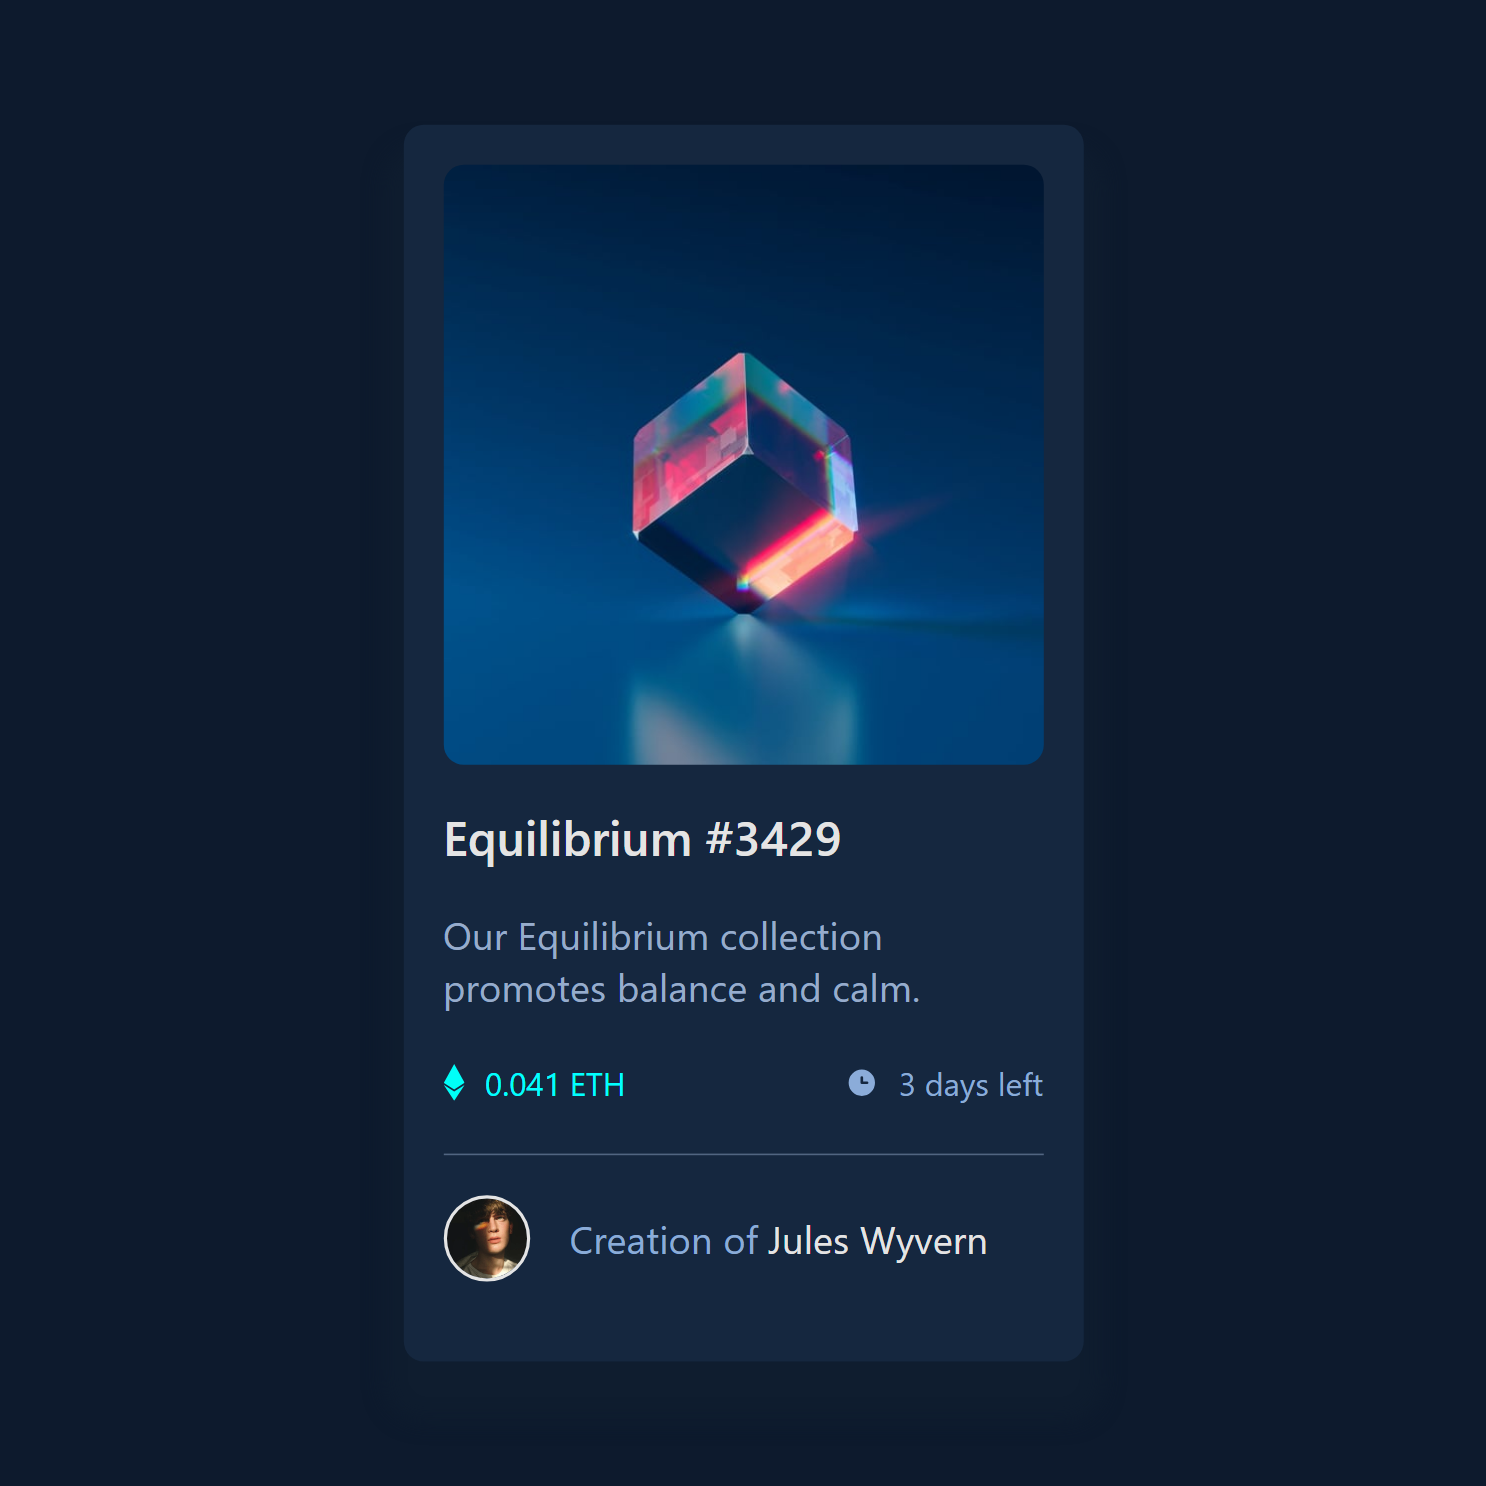 Equilibrium #3429
Our Equilibrium collection
promotes balance and calm.
0.041 ETH
3 days left
Creation of Jules Wyvern